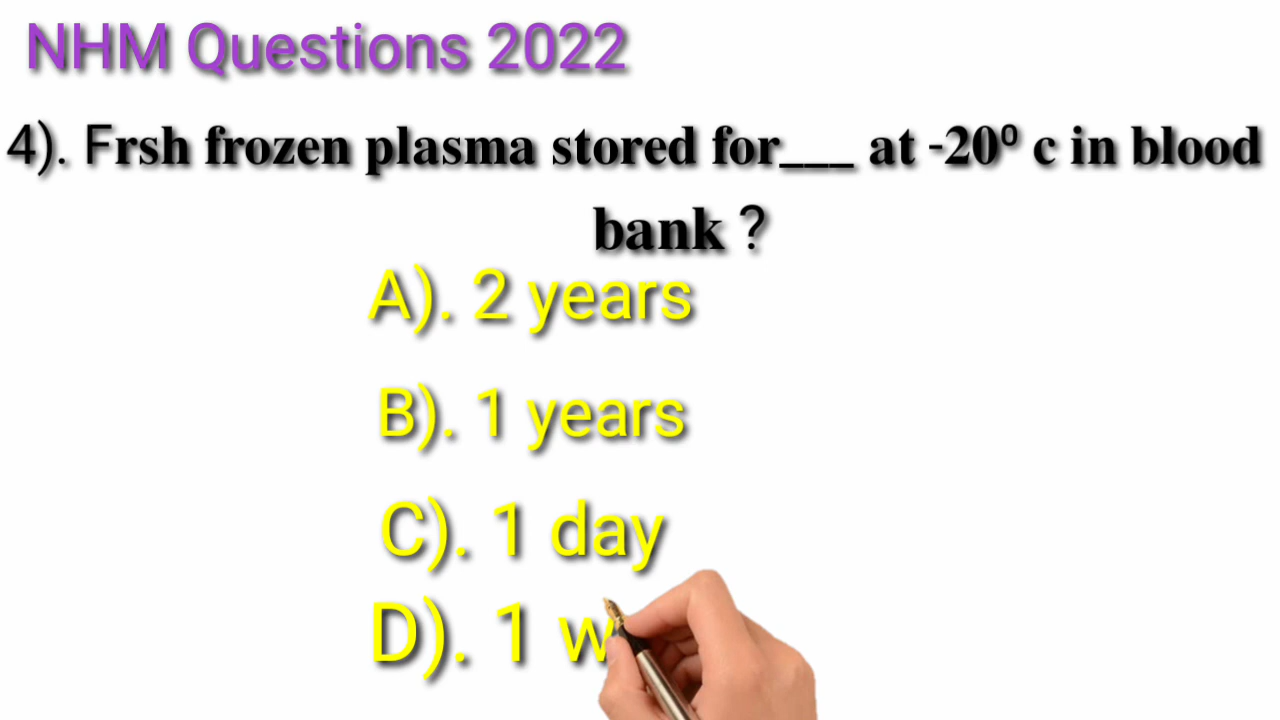 NHM Questions 2022
4). Frsh frozen plasma stored for___ at -20⁰ c in blood
bank ?
A). 2 years
B). 1 years
C). 1 day
D). 1 w